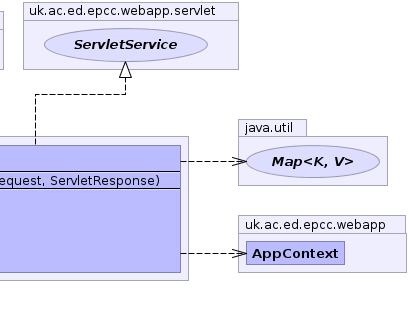 uk.ac.ed.epcc.webapp.servlet
ServletService
java.util
Map<K, V>
equest, ServletResponse)
uk.ac.ed.epcc.webapp
AppContext